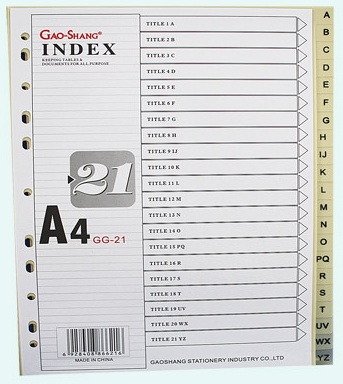 GAO-SHANG®
INDEX
KEEPING TABLES &
DOCUMENTS FOR ALL PURPOSE.
21
A4 GG-21
6 928408 866216
MADE IN CHINA
TITLE 1 A
TITLE 2 B
TITLE 3 C
TITLE 4 D
TITLE 5 E
TITLE 6 F
TITLE 7 G
TITLE 8 H
TITLE 9 IJ
TITLE 10 K
TITLE 11 L
TITLE 12 M
TITLE 13 N
TITLE 14 O
TITLE 15 PQ
TITLE 16 R
TITLE 17 S
TITLE 18 T
TITLE 19 UV
TITLE 20 WX
TITLE 21 YZ
GAOSHANG STATIONERY INDUSTRY CO.,LTD
A
B
C
D
E
F
G
H
IJ
K
L
M
N
O
PQ
R
S
T
UV
WX
YZ